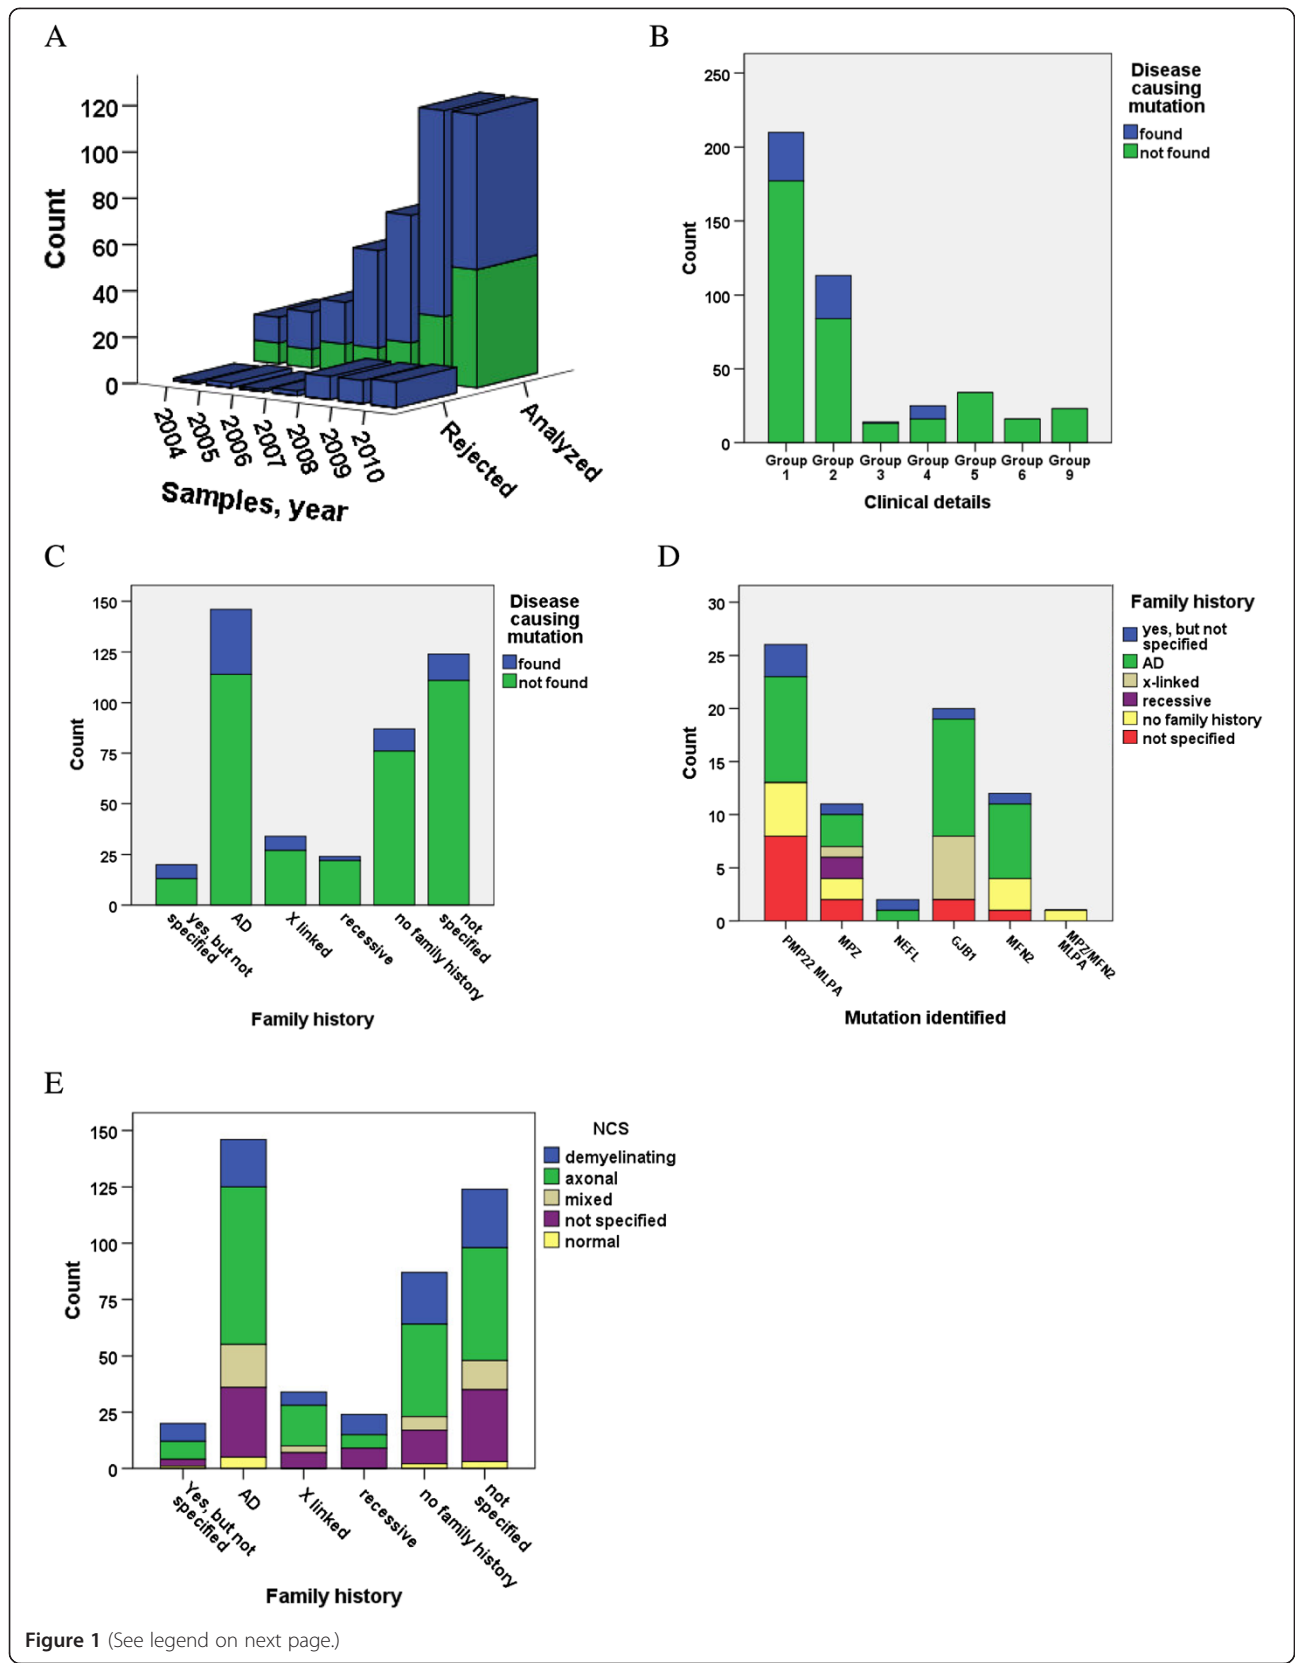 A
Count
120
100
80
60
40
20
0
2004
2005
2006
2007
2008
2009
2010
Rejected
Analyzed
Samples, year
B
Count
250
200
150
100
50
0
Group 1
Group 2
Group 3
Group 4
Group 5
Group 6
Group 9
Clinical details
Disease
causing
mutation
found
not found
C
Count
150
125
100
75
50
25
0
yes, but not
specified
AD
X linked
recessive
no family history
not
specified
Family history
Disease
causing
mutation
found
not found
D
Count
30
25
20
15
10
5
0
PMP22 MLPA
MPZ
NEFL
GJB1
MFN2
MPZ/MFN2
MLPA
Mutation identified
Family history
yes, but not
specified
AD
x-linked
recessive
no family history
not specified
E
Count
150
125
100
75
50
25
0
Yes, but not
specified
AD
X linked
recessive
no family history
not
specified
Family history
NCS
demyelinating
axonal
mixed
not specified
normal
Figure 1 (See legend on next page.)